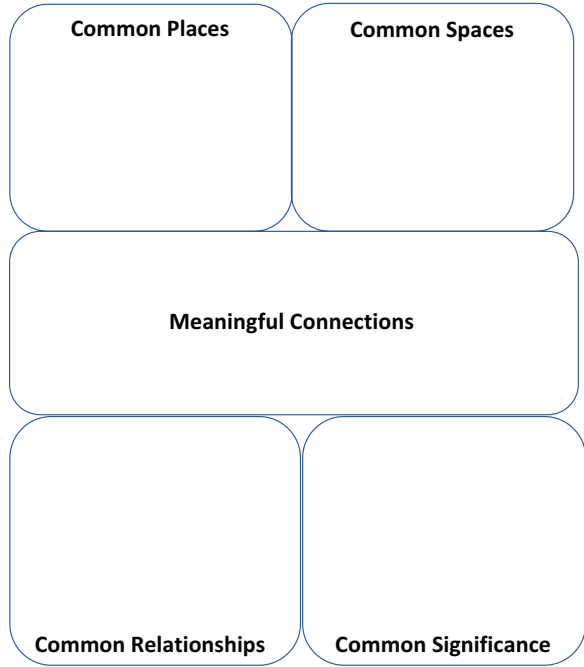 Common Places
Common Spaces
Meaningful Connections
Common Relationships
Common Significance